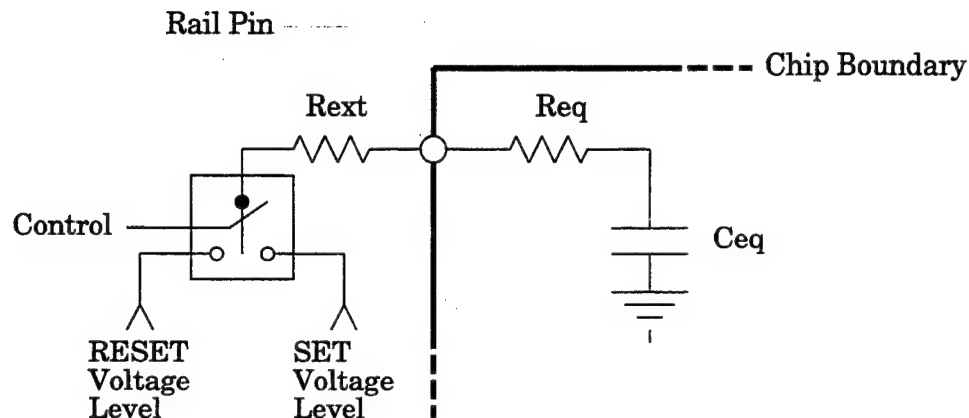 Rail Pin
Chip Boundary
Rext
Req
Control
Ceq
RESET
Voltage
Level
SET
Voltage
Level